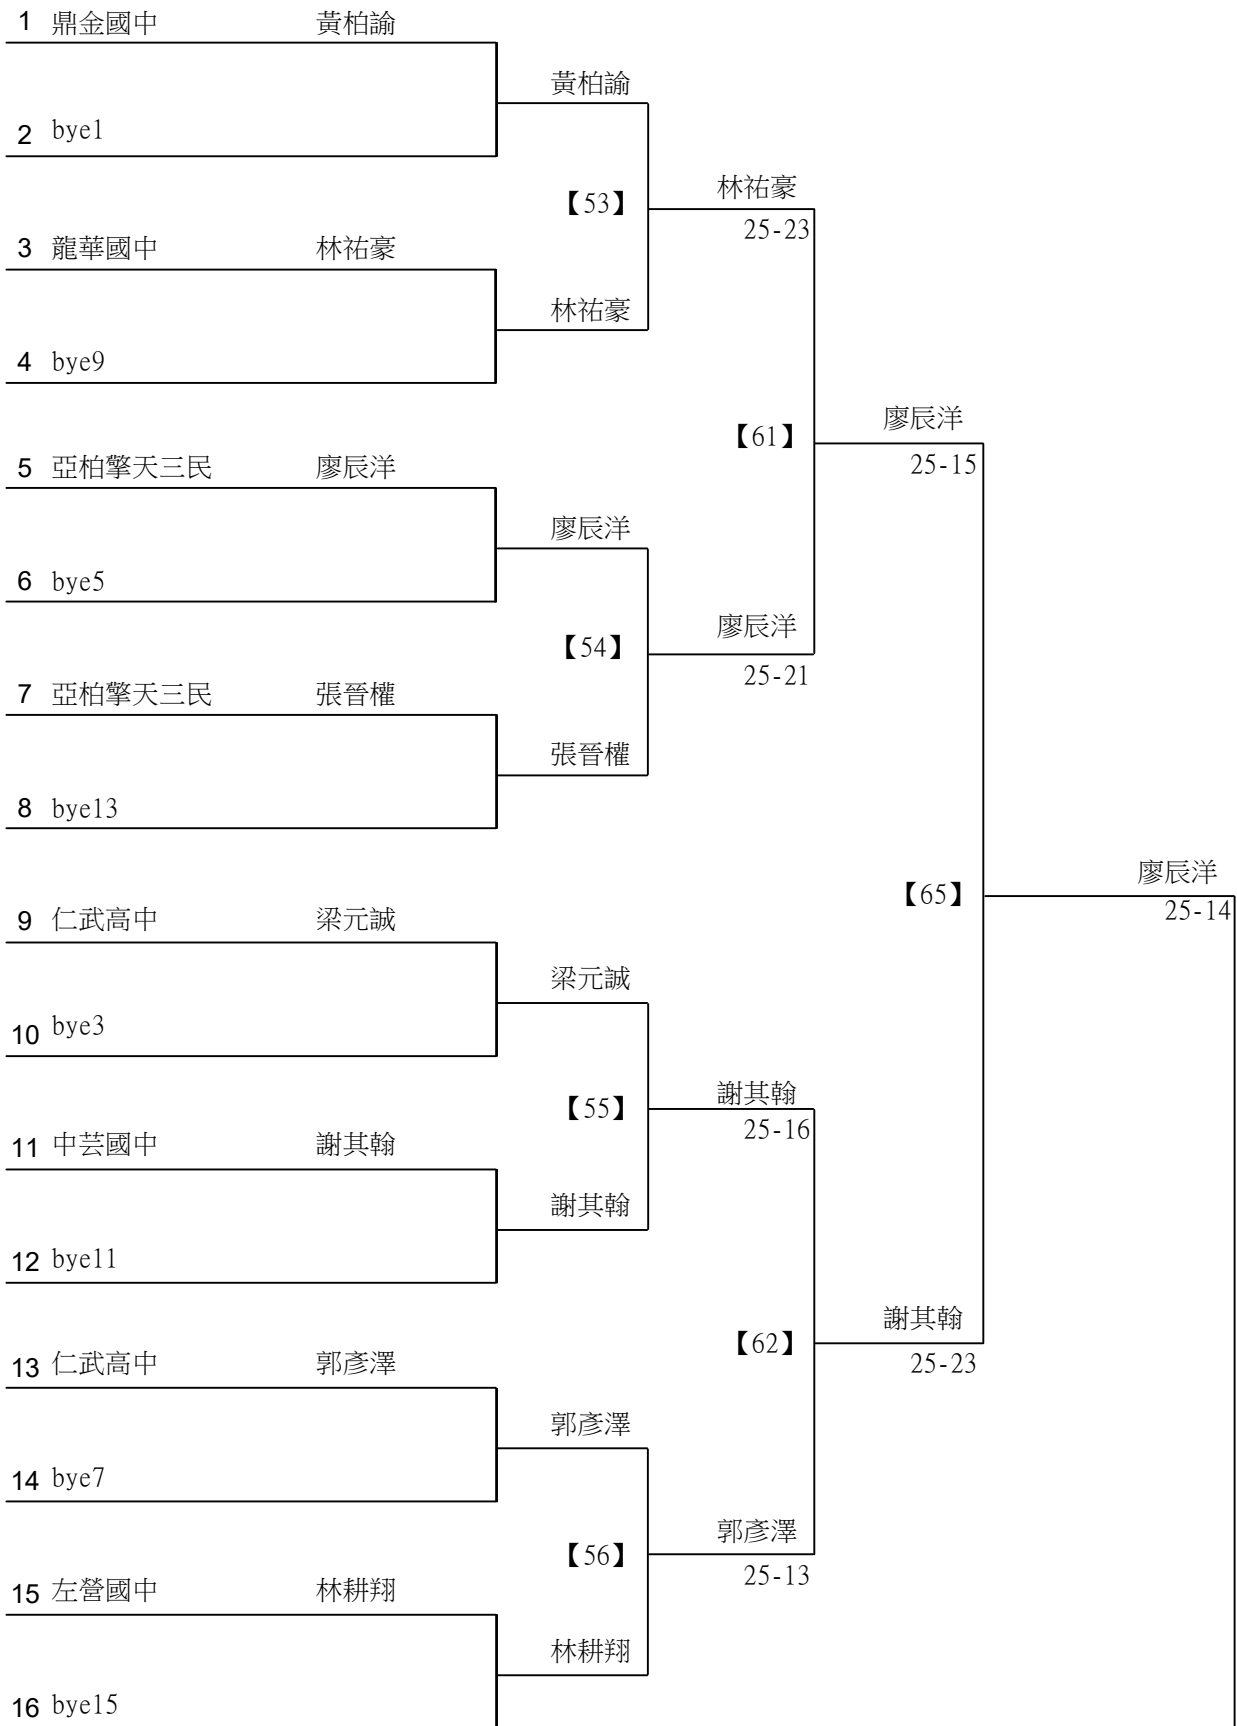 1 鼎金國中 黃柏諭
黃柏諭
2 bye1
林祐豪
【53】
25-23
3 龍華國中 林祐豪
林祐豪
4 bye9
廖辰洋
【61】
5 亞柏擎天三民 廖辰洋
25-15
廖辰洋
6 bye5
廖辰洋
【54】
25-21
7 亞柏擎天三民 張晉權
張晉權
8 bye13
廖辰洋
【65】
25-14
9 仁武高中 梁元誠
梁元誠
10 bye3
謝其翰
【55】
25-16
11 中芸國中 謝其翰
謝其翰
12 bye11
謝其翰
【62】
25-23
13 仁武高中 郭彥澤
郭彥澤
14 bye7
郭彥澤
【56】
25-13
15 左營國中 林耕翔
林耕翔
16 bye15